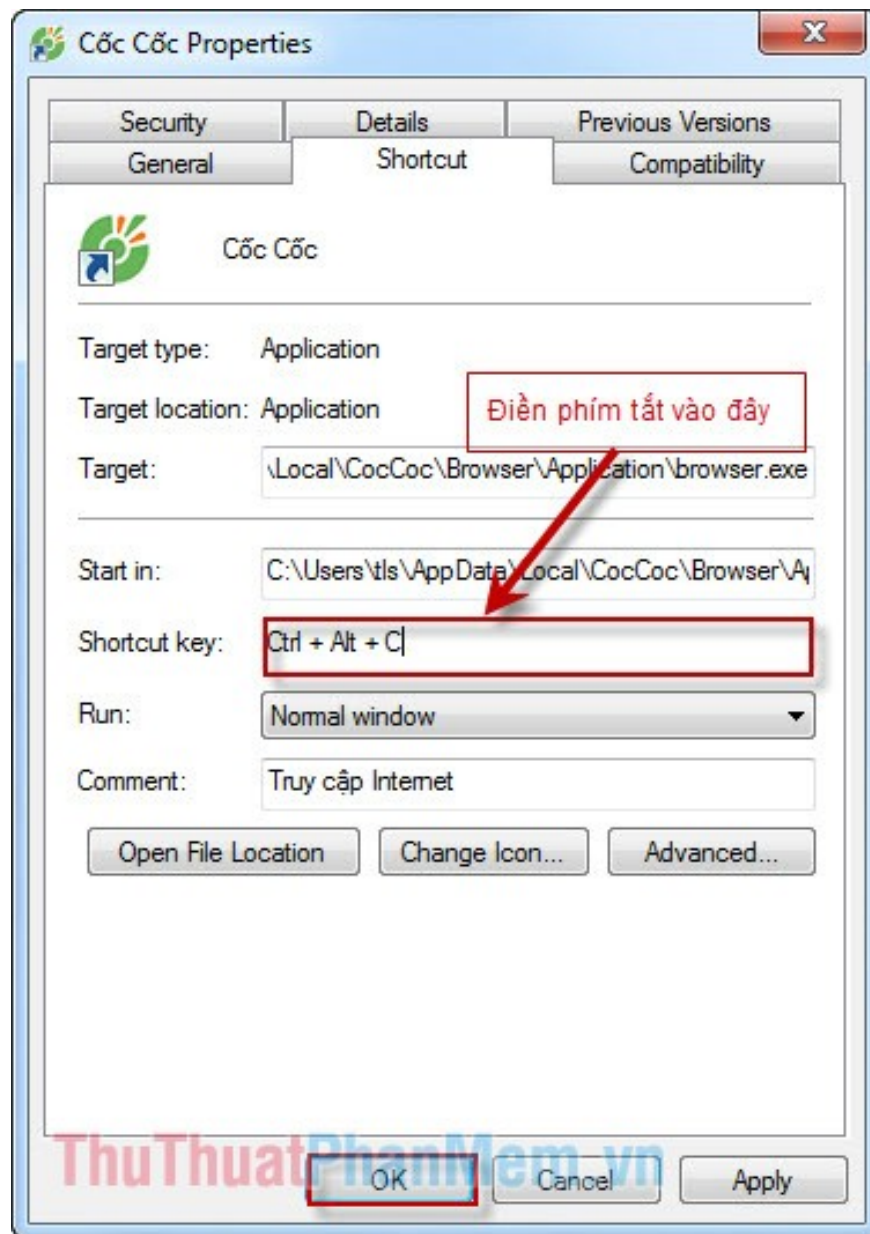 Cốc Cốc Properties
Security Details Previous Versions
General Shortcut Compatibility
Cốc Cốc
Target type: Application
Target location: Application
Điền phím tắt vào đây
Target: \Local\CocCoc\Browser\Application\browser.exe
Start in: C:\Users\tls\AppData\Local\CocCoc\Browser\Ap
Shortcut key: Ctrl + Alt + C
Run: Normal window
Comment: Truy cập Internet
Open File Location Change Icon... Advanced...
ThuThuatPhanMem.vn
OK Cancel Apply